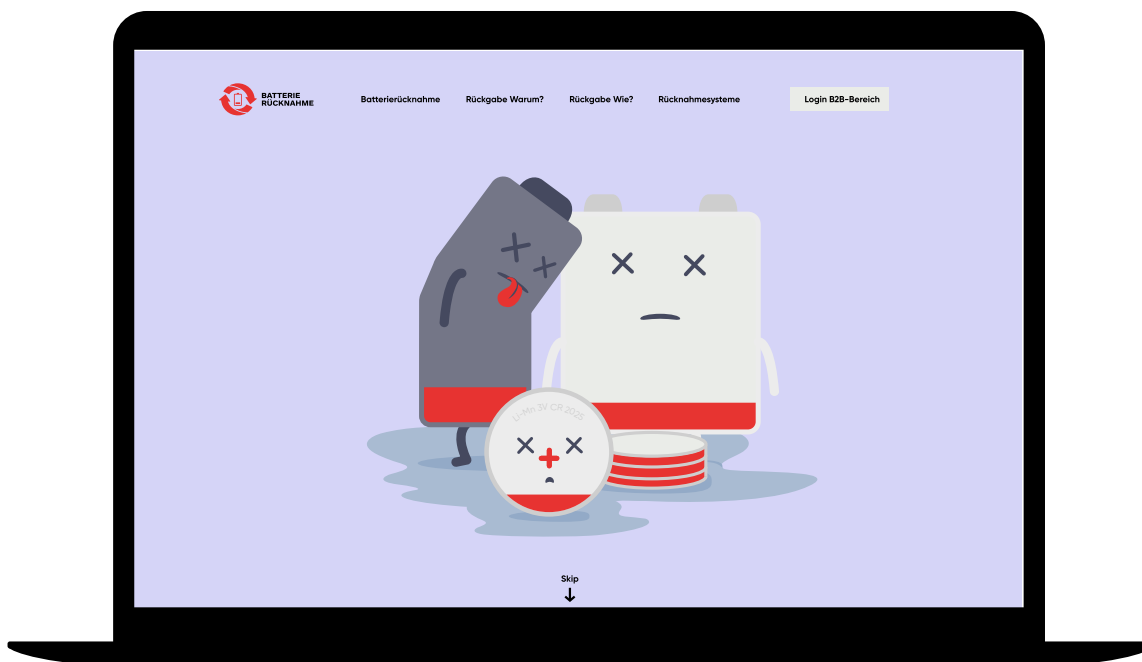 BATTERIE
RÜCKNAHME
Batterierücknahme
Rückgabe Warum?
Rückgabe Wie?
Rücknahmesysteme
Login B2B-Bereich
Li-Mn 3V CR 2025
Skip